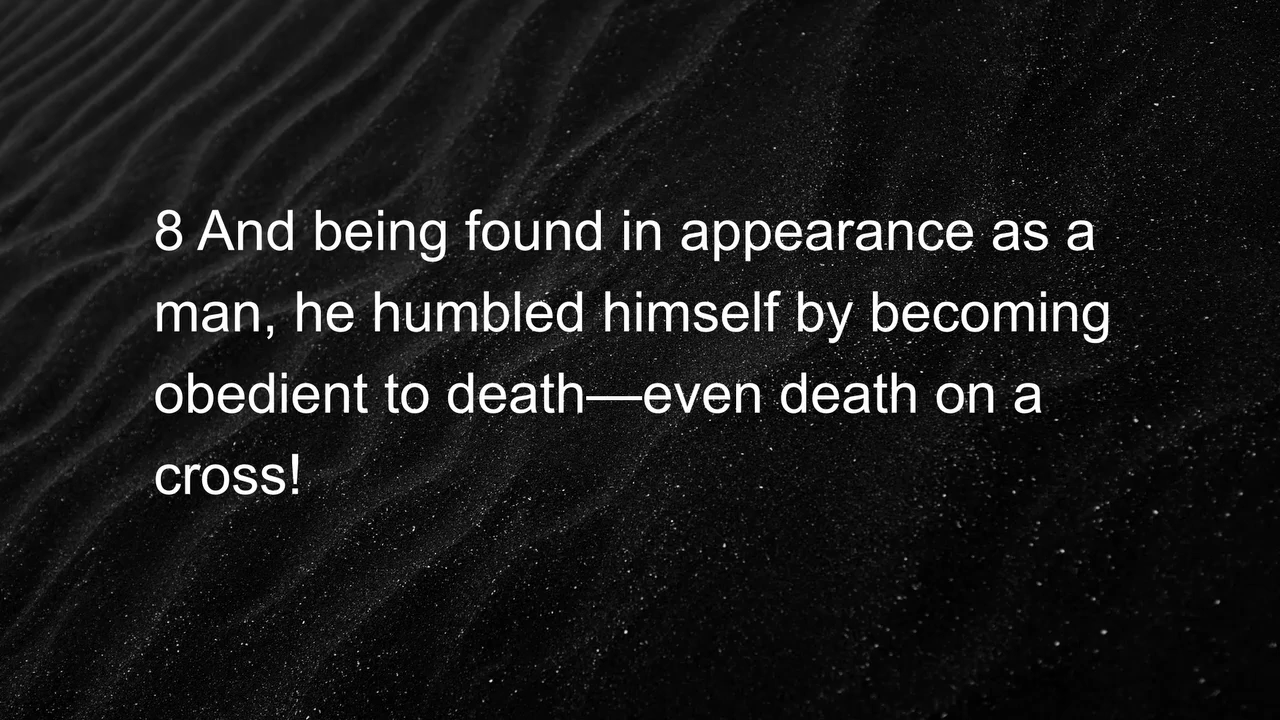 8 And being found in appearance as a
man, he humbled himself by becoming
obedient to death—even death on a
cross!